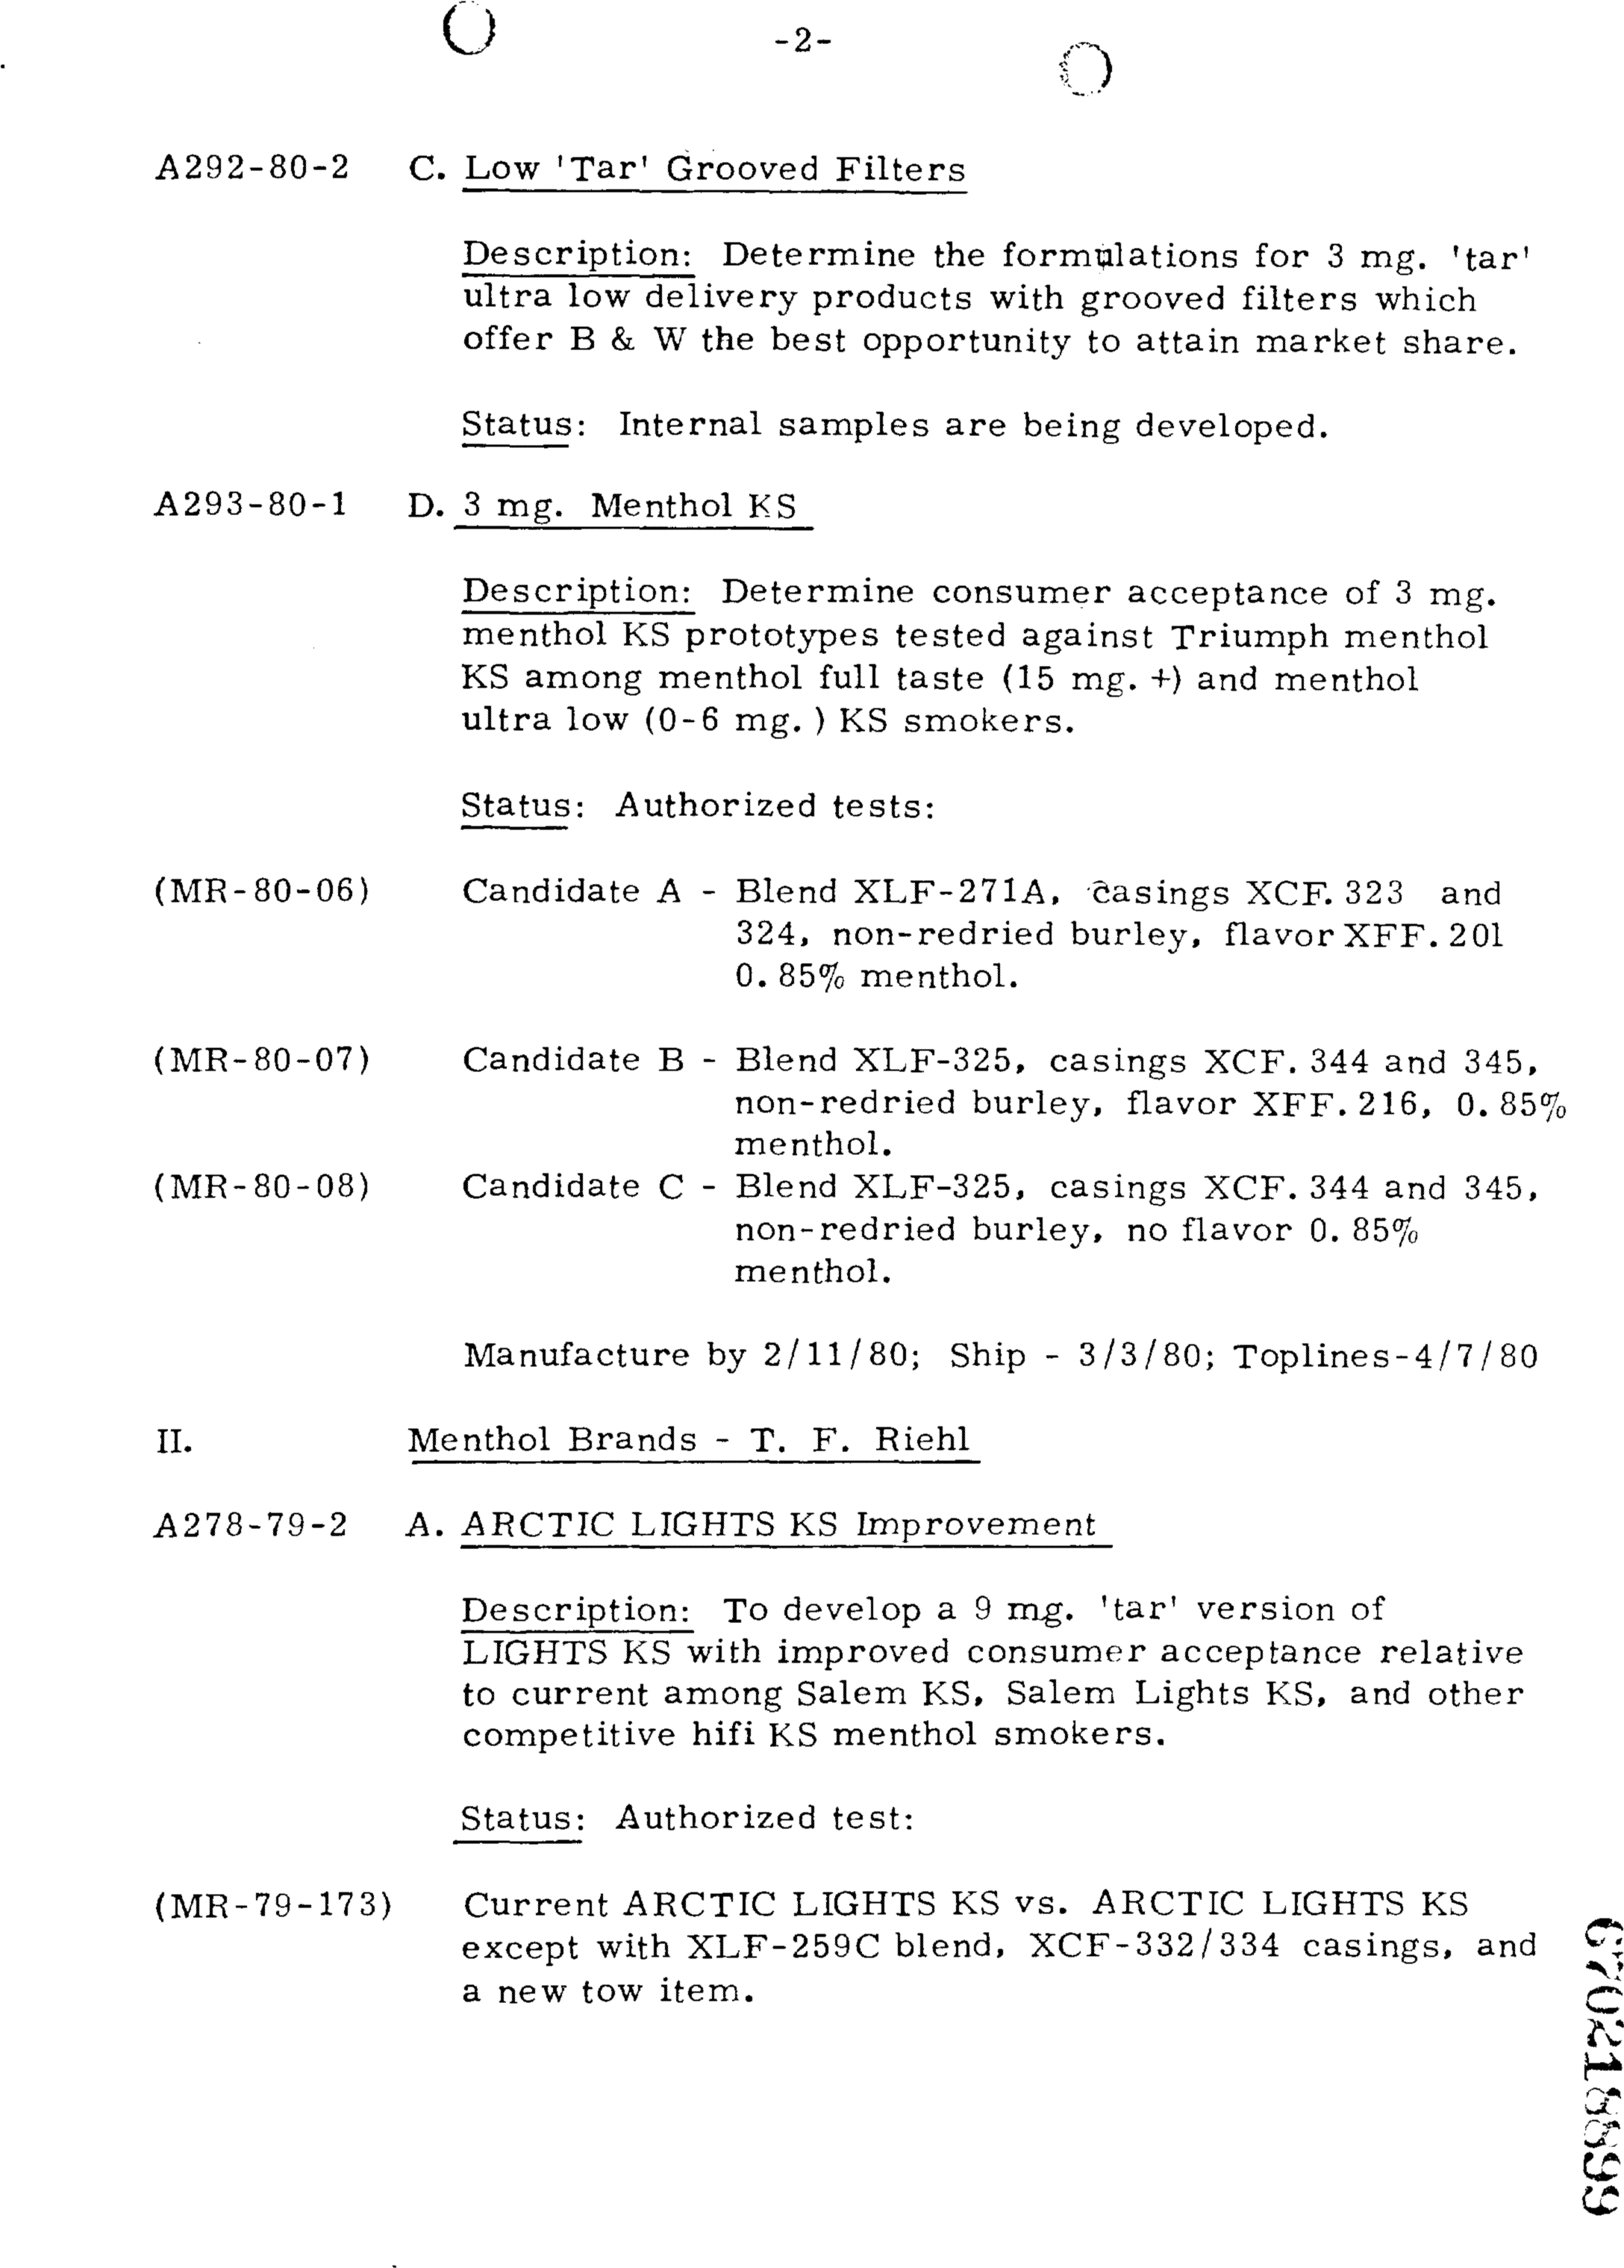 -2-
A292-80-2 C. Low 'Tar' Grooved Filters
Description: Determine the formulations for 3 mg. 'tar'
ultra low delivery products with grooved filters which
offer B & W the best opportunity to attain market share.
Status: Internal samples are being developed.
A293-80-1 D. 3 mg. Menthol KS
Description: Determine consumer acceptance of 3 mg.
menthol KS prototypes tested against Triumph menthol
KS among menthol full taste (15 mg. +) and menthol
ultra low (0-6 mg. ) KS smokers.
Status: Authorized tests:
(MR-80-06) Candidate A - Blend XLF-271A, casings XCF. 323 and
324, non-redried burley, flavor XFF. 201
0. 85% menthol.
(MR-80-07) Candidate B - Blend XLF-325, casings XCF. 344 and 345,
non-redried burley, flavor XFF. 216, 0. 85%
menthol.
(MR-80-08) Candidate C - Blend XLF-325, casings XCF. 344 and 345,
non-redried burley, no flavor 0. 85%
menthol.
Manufacture by 2/11/80; Ship - 3/3/80; Toplines-4/7/80
II. Menthol Brands - T. F. Riehl
A278-79-2 A. ARCTIC LIGHTS KS Improvement
Description: To develop a 9 mg. 'tar' version of
LIGHTS KS with improved consumer acceptance relative
to current among Salem KS, Salem Lights KS, and other
competitive hifi KS menthol smokers.
Status: Authorized test:
(MR-79-173) Current ARCTIC LIGHTS KS vs. ARCTIC LIGHTS KS
except with XLF-259C blend, XCF-332/334 casings, and
a new tow item.
670218899